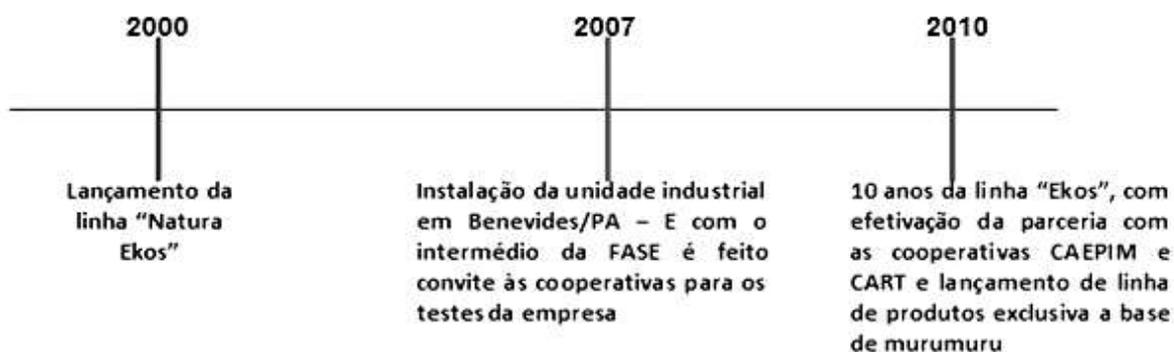 2000
2007
2010
Lançamento da
linha “Natura
Ekos”
Instalação da unidade industrial
em Benevides/PA – E com o
intermédio da FASE é feito
convite às cooperativas para os
testes da empresa
10 anos da linha “Ekos”, com
efetivação da parceria com
as cooperativas CAEPIM e
CART e lançamento de linha
de produtos exclusiva a base
de murumuru